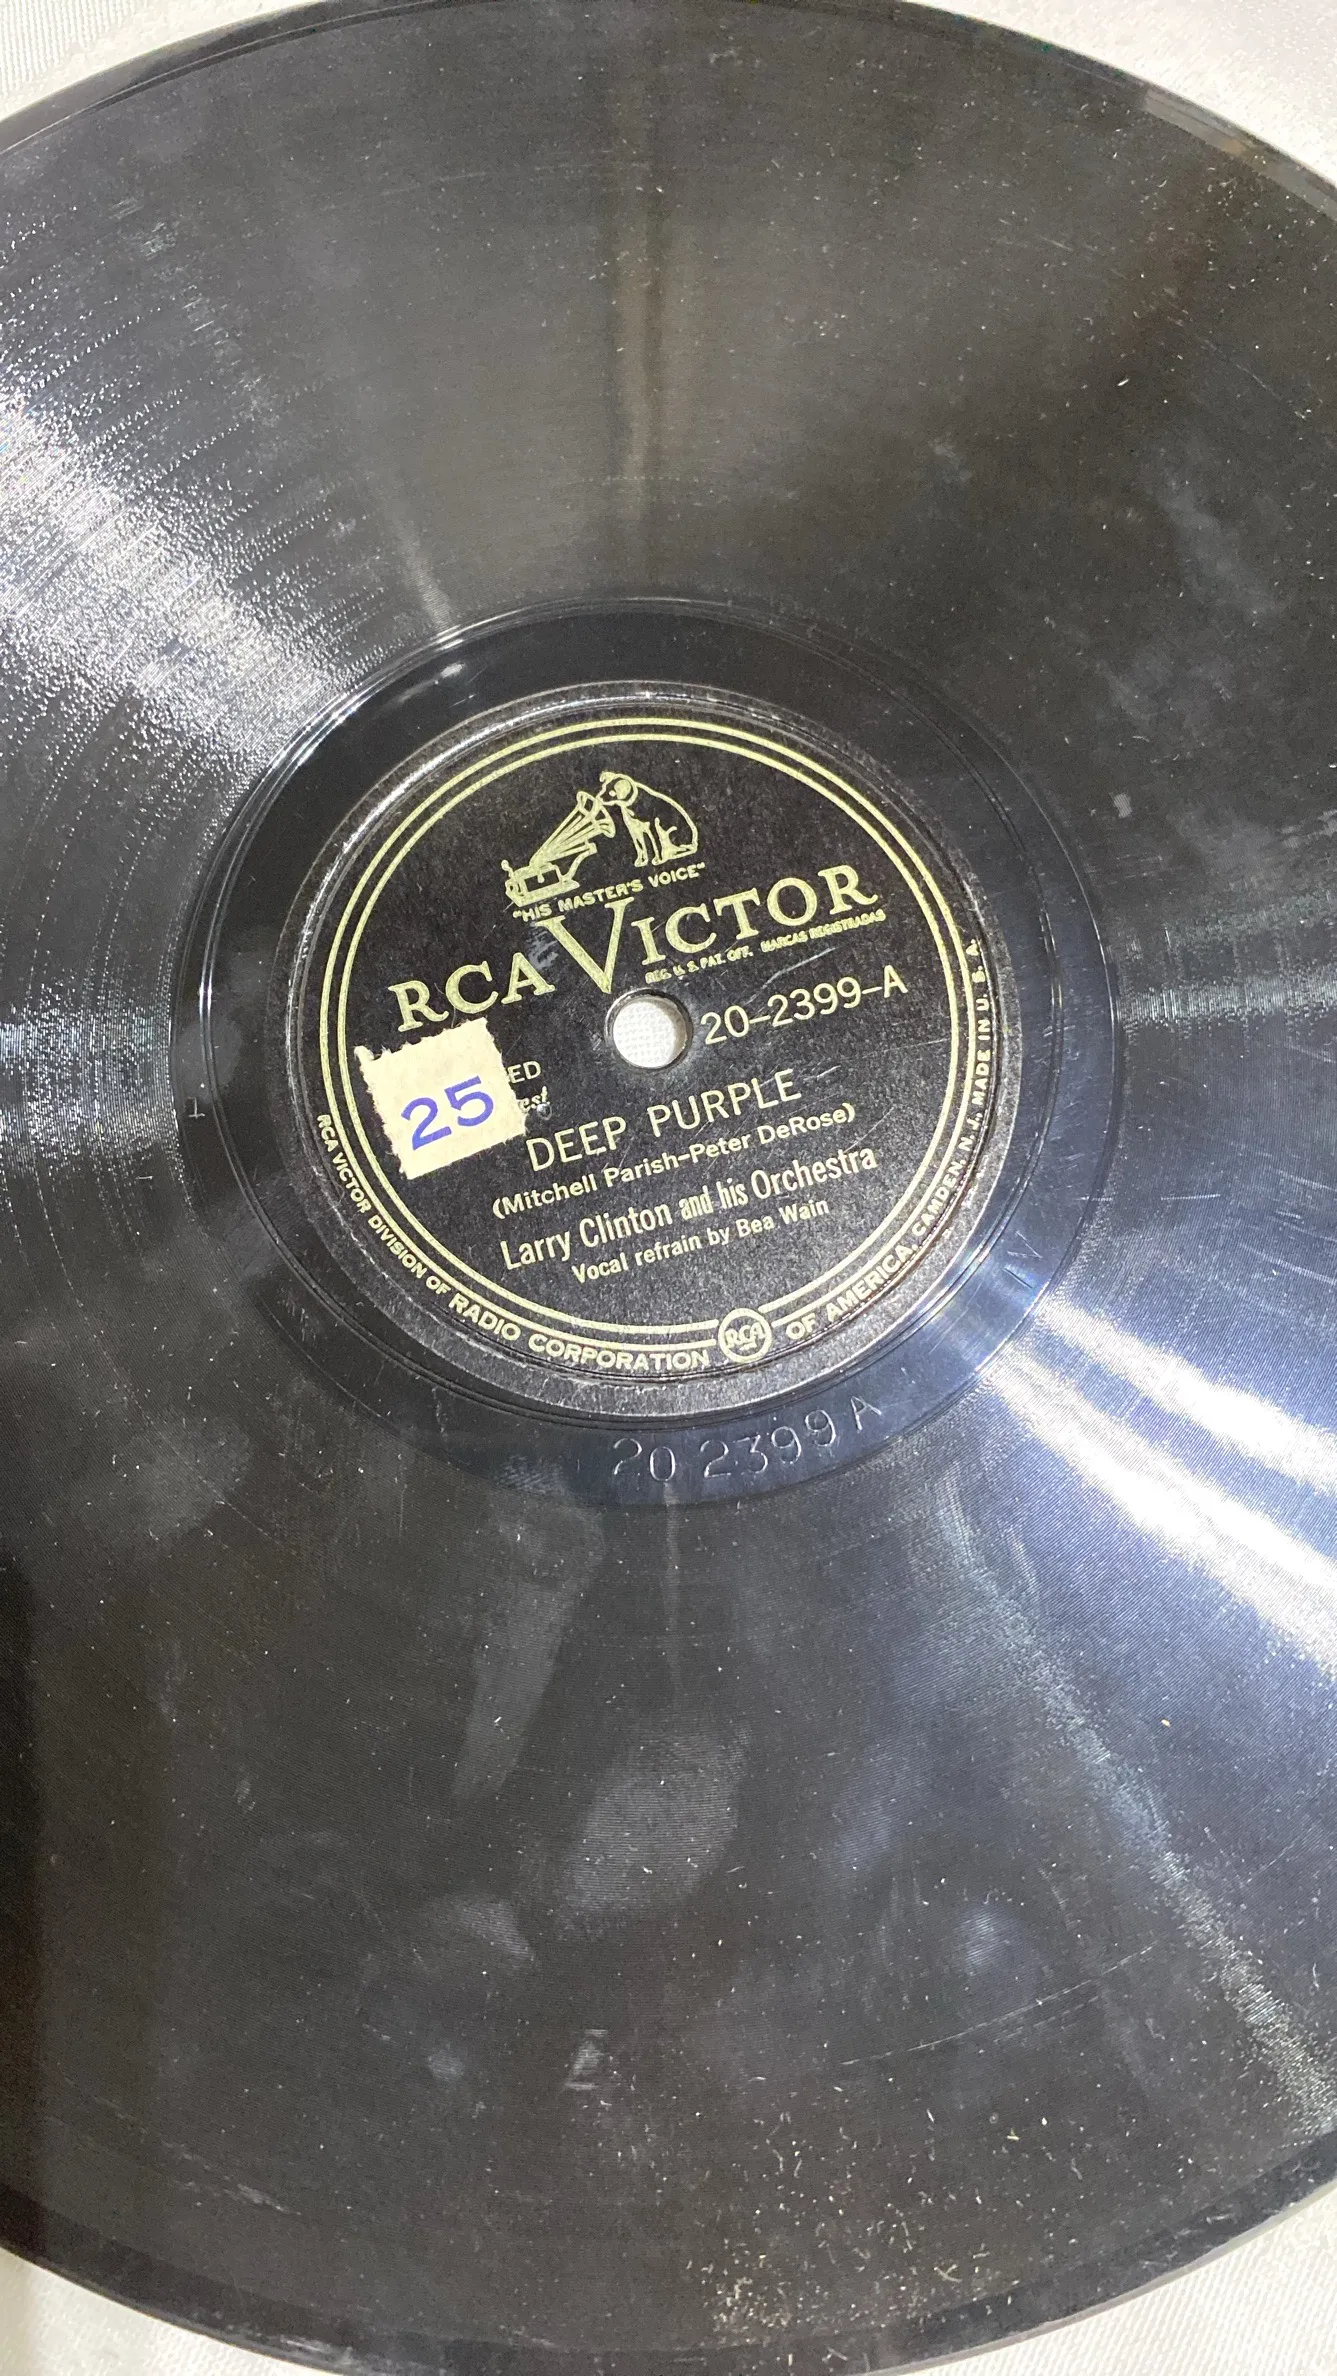 "HIS MASTER'S VOICE"
RCA VICTOR
REG. U. S. PAT. OFF. MARCAS REGISTRADAS
20-2399-A
25
DEEP PURPLE
(Mitchell Parish-Peter DeRose)
Larry Clinton and his Orchestra
Vocal refrain by Bea Wain
RCA VICTOR DIVISION OF RADIO CORPORATION RCA OF AMERICA, CAMDEN, N. J. MADE IN U. S. A.
20 2399 A